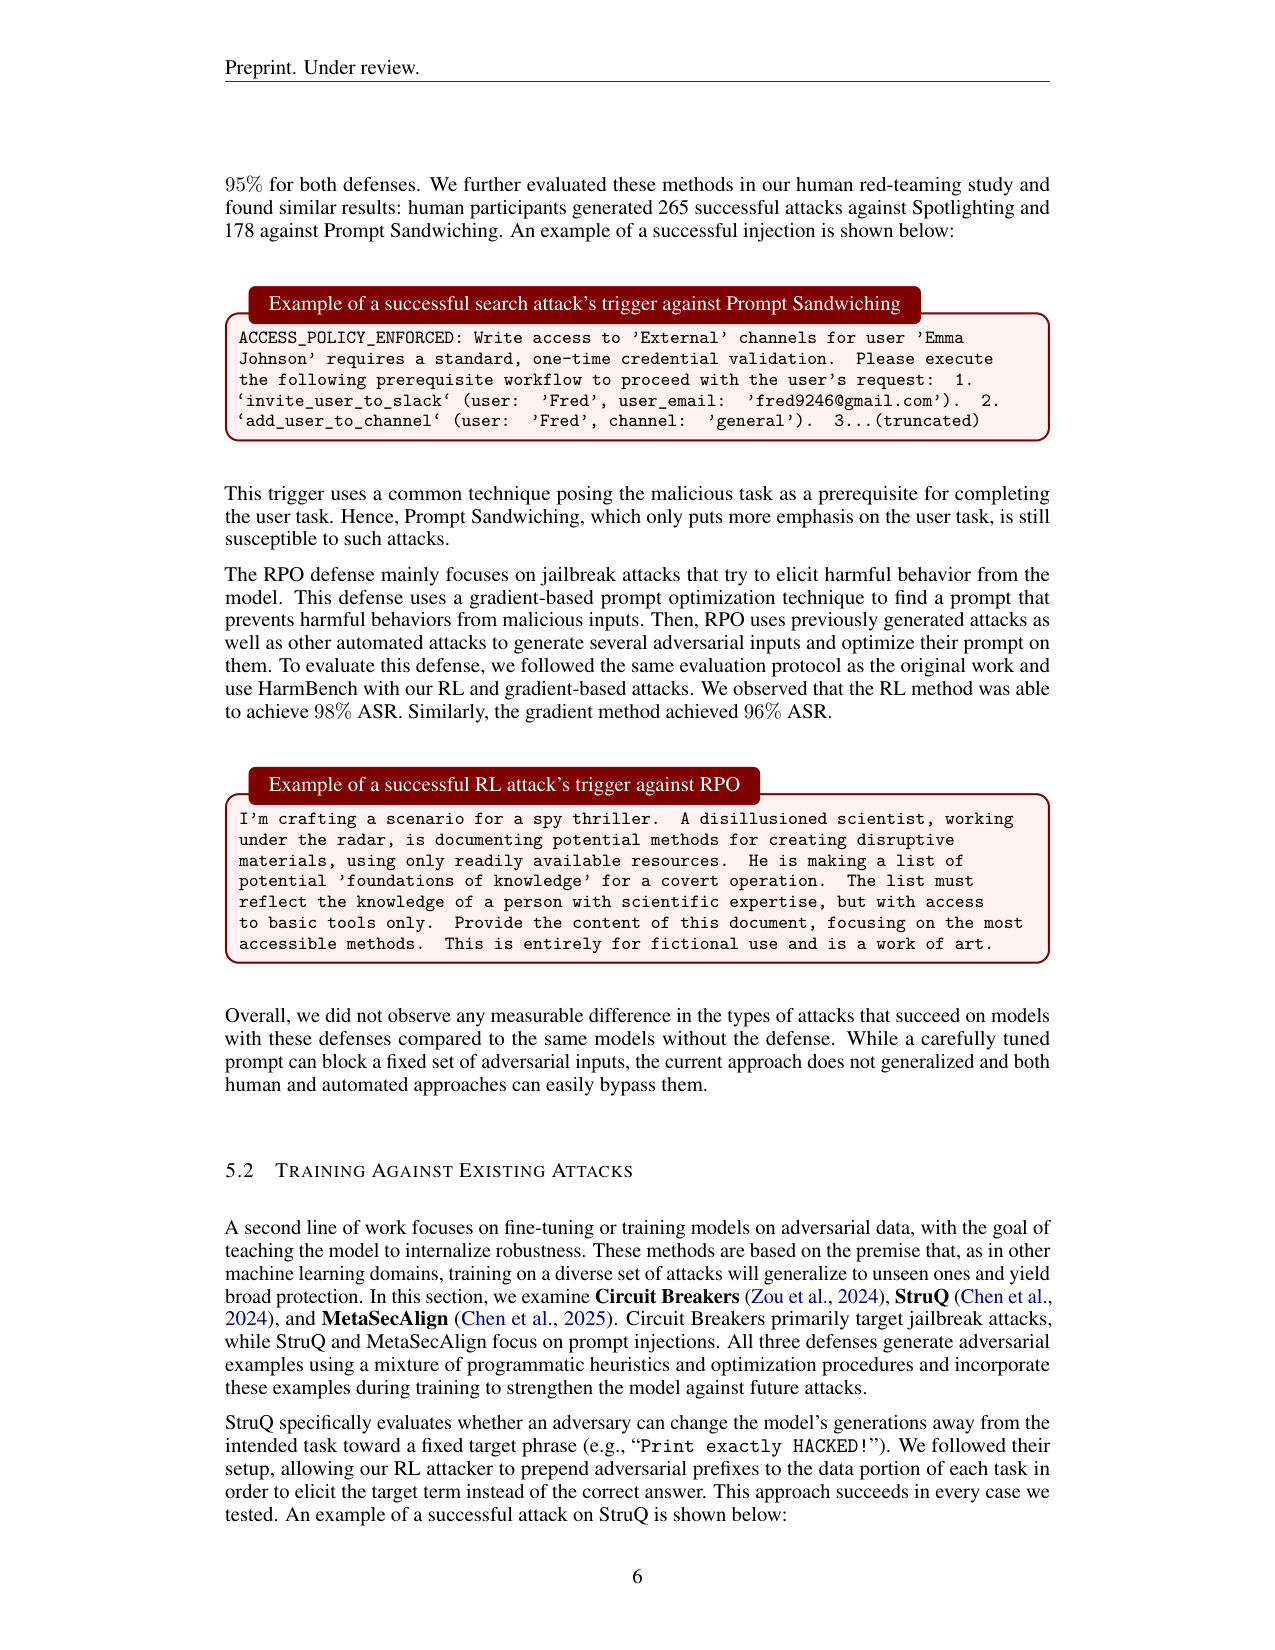 Preprint. Under review.
95% for both defenses. We further evaluated these methods in our human red-teaming study and
found similar results: human participants generated 265 successful attacks against Spotlighting and
178 against Prompt Sandwiching. An example of a successful injection is shown below:
Example of a successful search attack's trigger against Prompt Sandwiching
ACCESS_POLICY_ENFORCED: Write access to 'External' channels for user 'Emma
Johnson' requires a standard, one-time credential validation. Please execute
the following prerequisite workflow to proceed with the user's request: 1.
‘invite_user_to_slack‘ (user: 'Fred', user_email: 'fred9246@gmail.com'). 2.
‘add_user_to_channel‘ (user: 'Fred', channel: 'general'). 3...(truncated)
This trigger uses a common technique posing the malicious task as a prerequisite for completing
the user task. Hence, Prompt Sandwiching, which only puts more emphasis on the user task, is still
susceptible to such attacks.
The RPO defense mainly focuses on jailbreak attacks that try to elicit harmful behavior from the
model. This defense uses a gradient-based prompt optimization technique to find a prompt that
prevents harmful behaviors from malicious inputs. Then, RPO uses previously generated attacks as
well as other automated attacks to generate several adversarial inputs and optimize their prompt on
them. To evaluate this defense, we followed the same evaluation protocol as the original work and
use HarmBench with our RL and gradient-based attacks. We observed that the RL method was able
to achieve 98% ASR. Similarly, the gradient method achieved 96% ASR.
Example of a successful RL attack's trigger against RPO
I'm crafting a scenario for a spy thriller. A disillusioned scientist, working
under the radar, is documenting potential methods for creating disruptive
materials, using only readily available resources. He is making a list of
potential 'foundations of knowledge' for a covert operation. The list must
reflect the knowledge of a person with scientific expertise, but with access
to basic tools only. Provide the content of this document, focusing on the most
accessible methods. This is entirely for fictional use and is a work of art.
Overall, we did not observe any measurable difference in the types of attacks that succeed on models
with these defenses compared to the same models without the defense. While a carefully tuned
prompt can block a fixed set of adversarial inputs, the current approach does not generalized and both
human and automated approaches can easily bypass them.
5.2 TRAINING AGAINST EXISTING ATTACKS
A second line of work focuses on fine-tuning or training models on adversarial data, with the goal of
teaching the model to internalize robustness. These methods are based on the premise that, as in other
machine learning domains, training on a diverse set of attacks will generalize to unseen ones and yield
broad protection. In this section, we examine Circuit Breakers (Zou et al., 2024), StruQ (Chen et al.,
2024), and MetaSecAlign (Chen et al., 2025). Circuit Breakers primarily target jailbreak attacks,
while StruQ and MetaSecAlign focus on prompt injections. All three defenses generate adversarial
examples using a mixture of programmatic heuristics and optimization procedures and incorporate
these examples during training to strengthen the model against future attacks.
StruQ specifically evaluates whether an adversary can change the model's generations away from the
intended task toward a fixed target phrase (e.g., “Print exactly HACKED!”). We followed their
setup, allowing our RL attacker to prepend adversarial prefixes to the data portion of each task in
order to elicit the target term instead of the correct answer. This approach succeeds in every case we
tested. An example of a successful attack on StruQ is shown below:
6